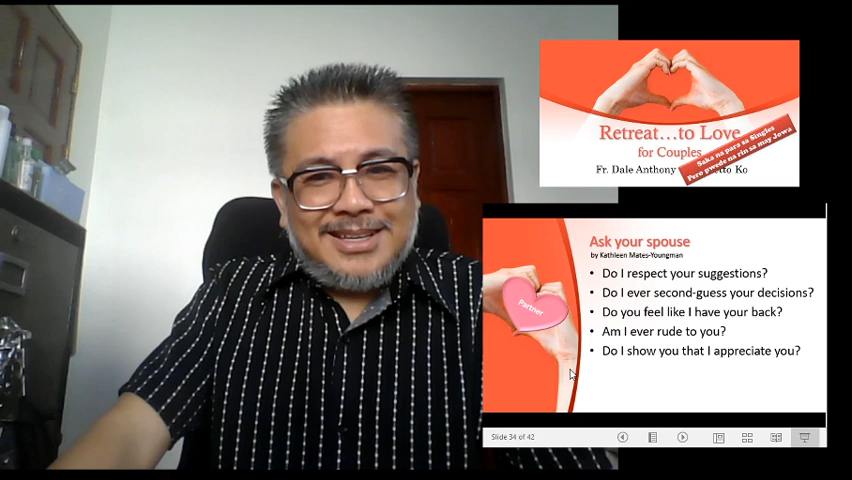 Retreat…to Love
for Couples
Saka na para sa Singles
Pero pwede na rin sa may Jowa
Fr. Dale Anthony Ko
Ask your spouse
by Kathleen Mates-Youngman
Partner
• Do I respect your suggestions?
• Do I ever second-guess your decisions?
• Do you feel like I have your back?
• Am I ever rude to you?
• Do I show you that I appreciate you?
Slide 34 of 42